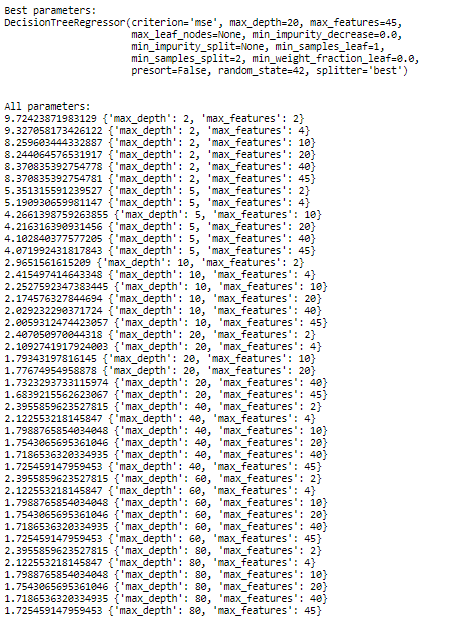 Best parameters:
DecisionTreeRegressor(criterion='mse', max_depth=20, max_features=45,
max_leaf_nodes=None, min_impurity_decrease=0.0,
min_impurity_split=None, min_samples_leaf=1,
min_samples_split=2, min_weight_fraction_leaf=0.0,
presort=False, random_state=42, splitter='best')
All parameters:
9.72423871983129 {'max_depth': 2, 'max_features': 2}
9.327058173426122 {'max_depth': 2, 'max_features': 4}
8.259603444332887 {'max_depth': 2, 'max_features': 10}
8.244064576531917 {'max_depth': 2, 'max_features': 20}
8.370835392754778 {'max_depth': 2, 'max_features': 40}
8.370835392754781 {'max_depth': 2, 'max_features': 45}
5.351315591239527 {'max_depth': 5, 'max_features': 2}
5.190930659981147 {'max_depth': 5, 'max_features': 4}
4.2661398759263855 {'max_depth': 5, 'max_features': 10}
4.216316390931456 {'max_depth': 5, 'max_features': 20}
4.102840377577205 {'max_depth': 5, 'max_features': 40}
4.071992431817843 {'max_depth': 5, 'max_features': 45}
2.9651561615209 {'max_depth': 10, 'max_features': 2}
2.415497414643348 {'max_depth': 10, 'max_features': 4}
2.2527592347383445 {'max_depth': 10, 'max_features': 10}
2.174576327844694 {'max_depth': 10, 'max_features': 20}
2.029232290371724 {'max_depth': 10, 'max_features': 40}
2.0059312474423057 {'max_depth': 10, 'max_features': 45}
2.407050970044318 {'max_depth': 20, 'max_features': 2}
2.1092741917924003 {'max_depth': 20, 'max_features': 4}
1.79343197816145 {'max_depth': 20, 'max_features': 10}
1.77674954958878 {'max_depth': 20, 'max_features': 20}
1.7323293733115974 {'max_depth': 20, 'max_features': 40}
1.6839215562623067 {'max_depth': 20, 'max_features': 45}
2.3955859623527815 {'max_depth': 40, 'max_features': 2}
2.122553218145847 {'max_depth': 40, 'max_features': 4}
1.7988765854034048 {'max_depth': 40, 'max_features': 10}
1.7543065695361046 {'max_depth': 40, 'max_features': 20}
1.7186536320334935 {'max_depth': 40, 'max_features': 40}
1.725459147959453 {'max_depth': 40, 'max_features': 45}
2.3955859623527815 {'max_depth': 60, 'max_features': 2}
2.122553218145847 {'max_depth': 60, 'max_features': 4}
1.7988765854034048 {'max_depth': 60, 'max_features': 10}
1.7543065695361046 {'max_depth': 60, 'max_features': 20}
1.7186536320334935 {'max_depth': 60, 'max_features': 40}
1.725459147959453 {'max_depth': 60, 'max_features': 45}
2.3955859623527815 {'max_depth': 80, 'max_features': 2}
2.122553218145847 {'max_depth': 80, 'max_features': 4}
1.7988765854034048 {'max_depth': 80, 'max_features': 10}
1.7543065695361046 {'max_depth': 80, 'max_features': 20}
1.7186536320334935 {'max_depth': 80, 'max_features': 40}
1.725459147959453 {'max_depth': 80, 'max_features': 45}